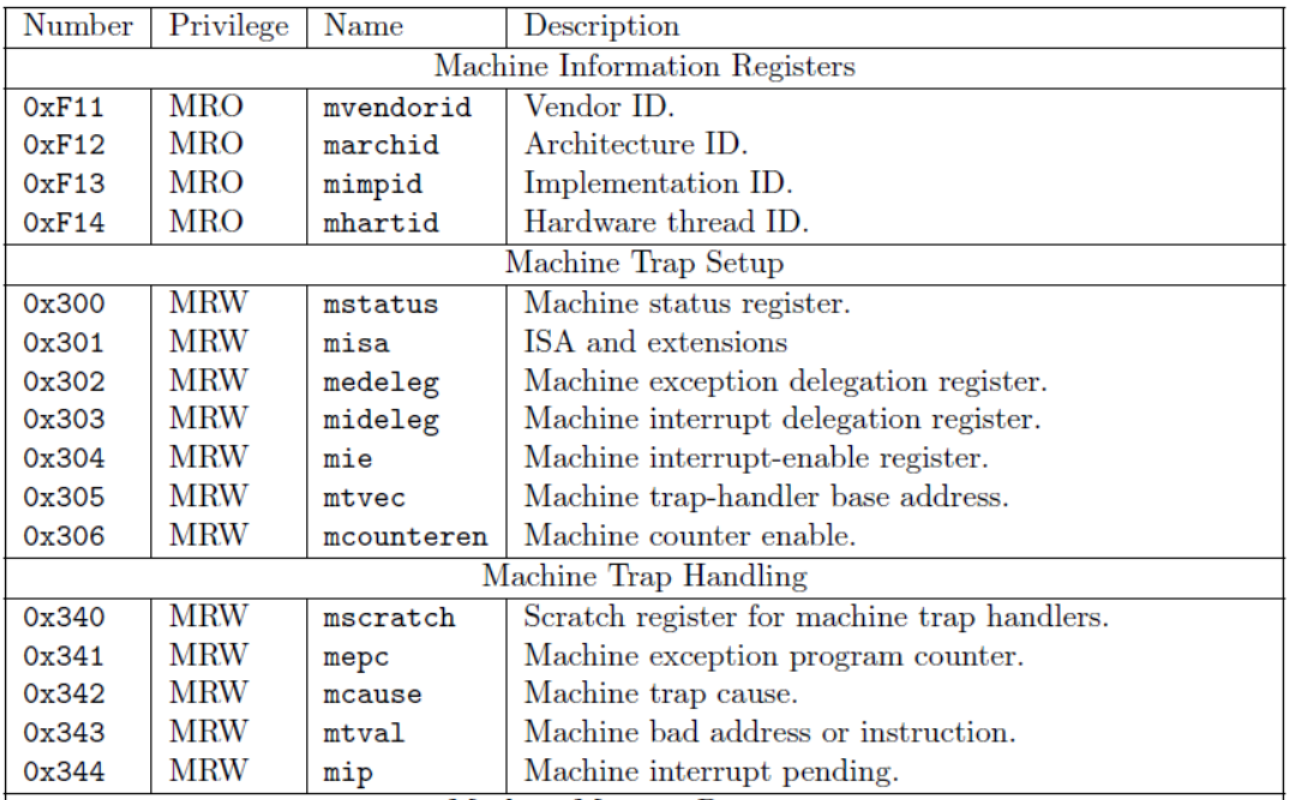 Number Privilege Name Description
Machine Information Registers
0xF11 MRO mvendorid Vendor ID.
0xF12 MRO marchid Architecture ID.
0xF13 MRO mimpid Implementation ID.
0xF14 MRO mhartid Hardware thread ID.
Machine Trap Setup
0x300 MRW mstatus Machine status register.
0x301 MRW misa ISA and extensions
0x302 MRW medeleg Machine exception delegation register.
0x303 MRW mideleg Machine interrupt delegation register.
0x304 MRW mie Machine interrupt-enable register.
0x305 MRW mtvec Machine trap-handler base address.
0x306 MRW mcounteren Machine counter enable.
Machine Trap Handling
0x340 MRW mscratch Scratch register for machine trap handlers.
0x341 MRW mepc Machine exception program counter.
0x342 MRW mcause Machine trap cause.
0x343 MRW mtval Machine bad address or instruction.
0x344 MRW mip Machine interrupt pending.